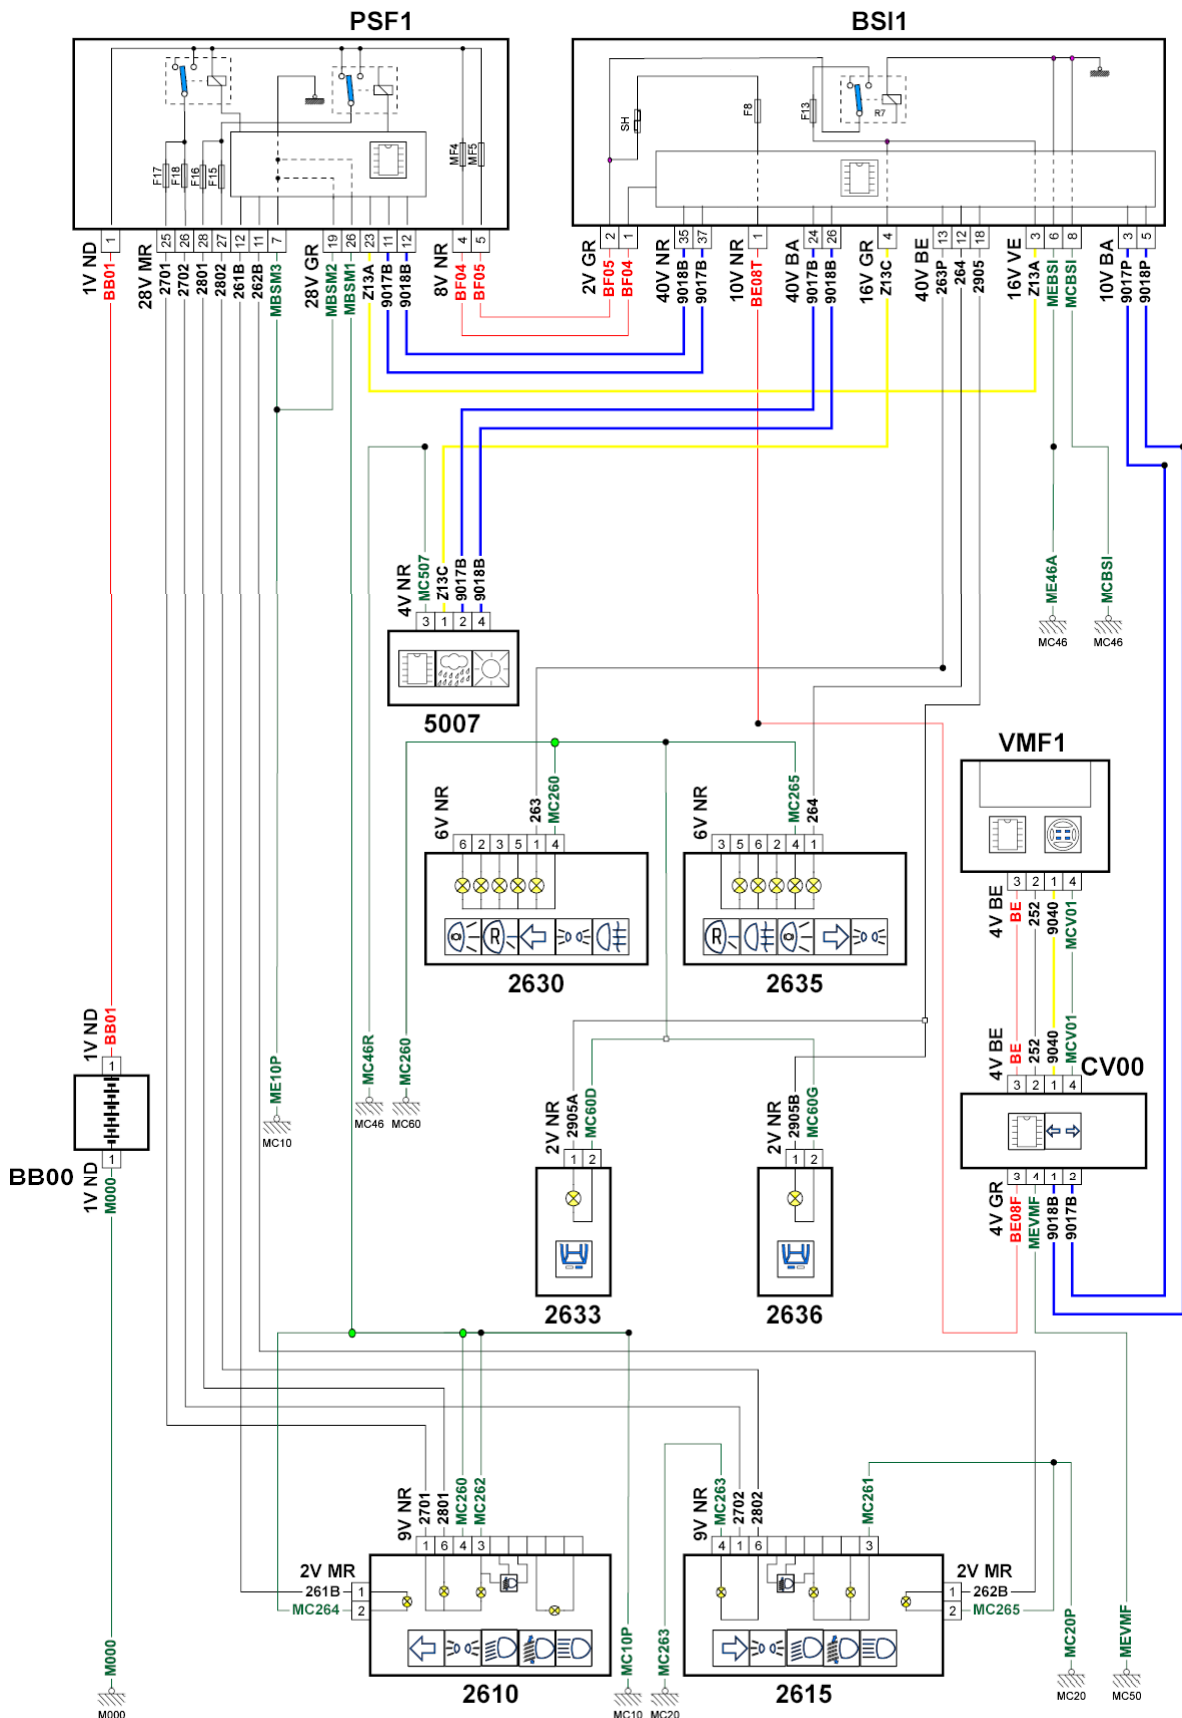 PSF1 BSI1
F17 F18 F16 F15 MF4 MF5 SH F8 F13 R7
1 25 26 28 27 12 11 7 19 26 23 11 12 4 5 2 1 35 37 1 24 26 4 13 12 18 3 6 8 3 5
1V ND BB01 28V MR 2701 2702 2801 2802 261B 262B MBSM3 28V GR MBSM2 MBSM1 Z13A 9017B 9018B 8V NR BF04 BF05 2V GR BF05 BF04 40V NR 9018B 9017B 10V NR BE08T 40V BA 9017B 9018B 16V GR Z13C 40V BE 263P 264 2905 16V VE Z13A MEBSI MCBSI 10V BA 9017P 9018P
4V NR MC507 Z13C 9017B 9018B
3 1 2 4
ME46A MCBSI
MC46 MC46
5007
VMF1
6V NR 263 MC260 6V NR MC265 264
6 2 3 5 1 4 3 5 6 2 4 1
R R
2630 2635
3 2 1 4
4V BE BE 252 9040 MCV01
1V ND BB01
4V BE BE 252 9040 MCV01
ME10P MC46R MC260
1 3 2 1 4
CV00
MC10 MC46 MC60
2V NR 2905A MC60D 2V NR 2905B MC60G
1 2 1 2
BB00
1
1V ND M000
3 4 1 2
4V GR BE08F MEVMF 9018B 9017B
2633 2636
9V NR 2701 2801 MC260 MC262 9V NR MC263 2702 2802 MC261
1 6 4 3 4 1 6 3
2V MR 2V MR
261B 1 1 262B
MC264 2 2 MC265
M000 MC10P MC263 MC20P MEVMF
2610 2615
M000 MC10 MC20 MC20 MC50